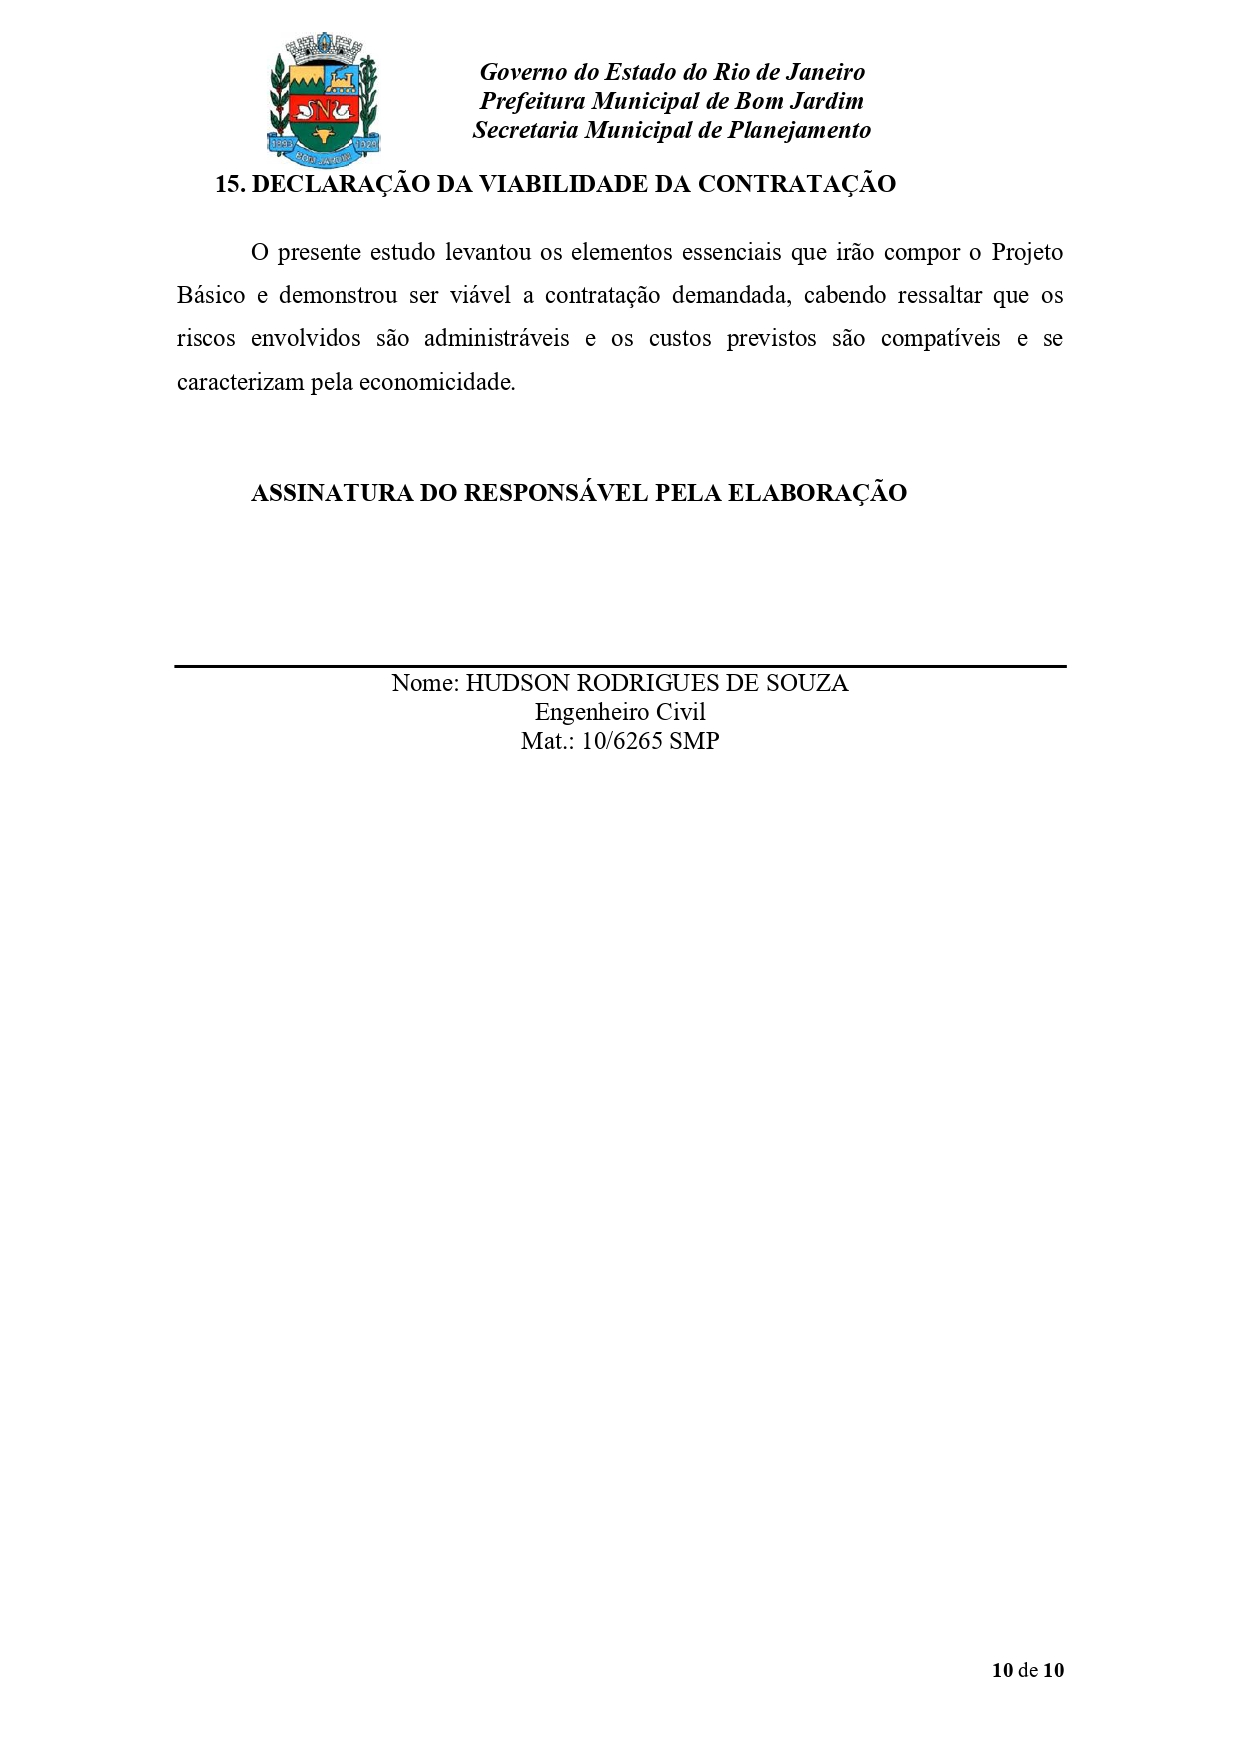 Governo do Estado do Rio de Janeiro
Prefeitura Municipal de Bom Jardim
Secretaria Municipal de Planejamento
N
BOM JARDIM
15. DECLARAÇÃO DA VIABILIDADE DA CONTRATAÇÃO
O presente estudo levantou os elementos essenciais que irão compor o Projeto
Básico e demonstrou ser viável a contratação demandada, cabendo ressaltar que os
riscos envolvidos são administráveis e os custos previstos são compatíveis e se
caracterizam pela economicidade.
ASSINATURA DO RESPONSÁVEL PELA ELABORAÇÃO
Nome: HUDSON RODRIGUES DE SOUZA
Engenheiro Civil
Mat.: 10/6265 SMP
10 de 10